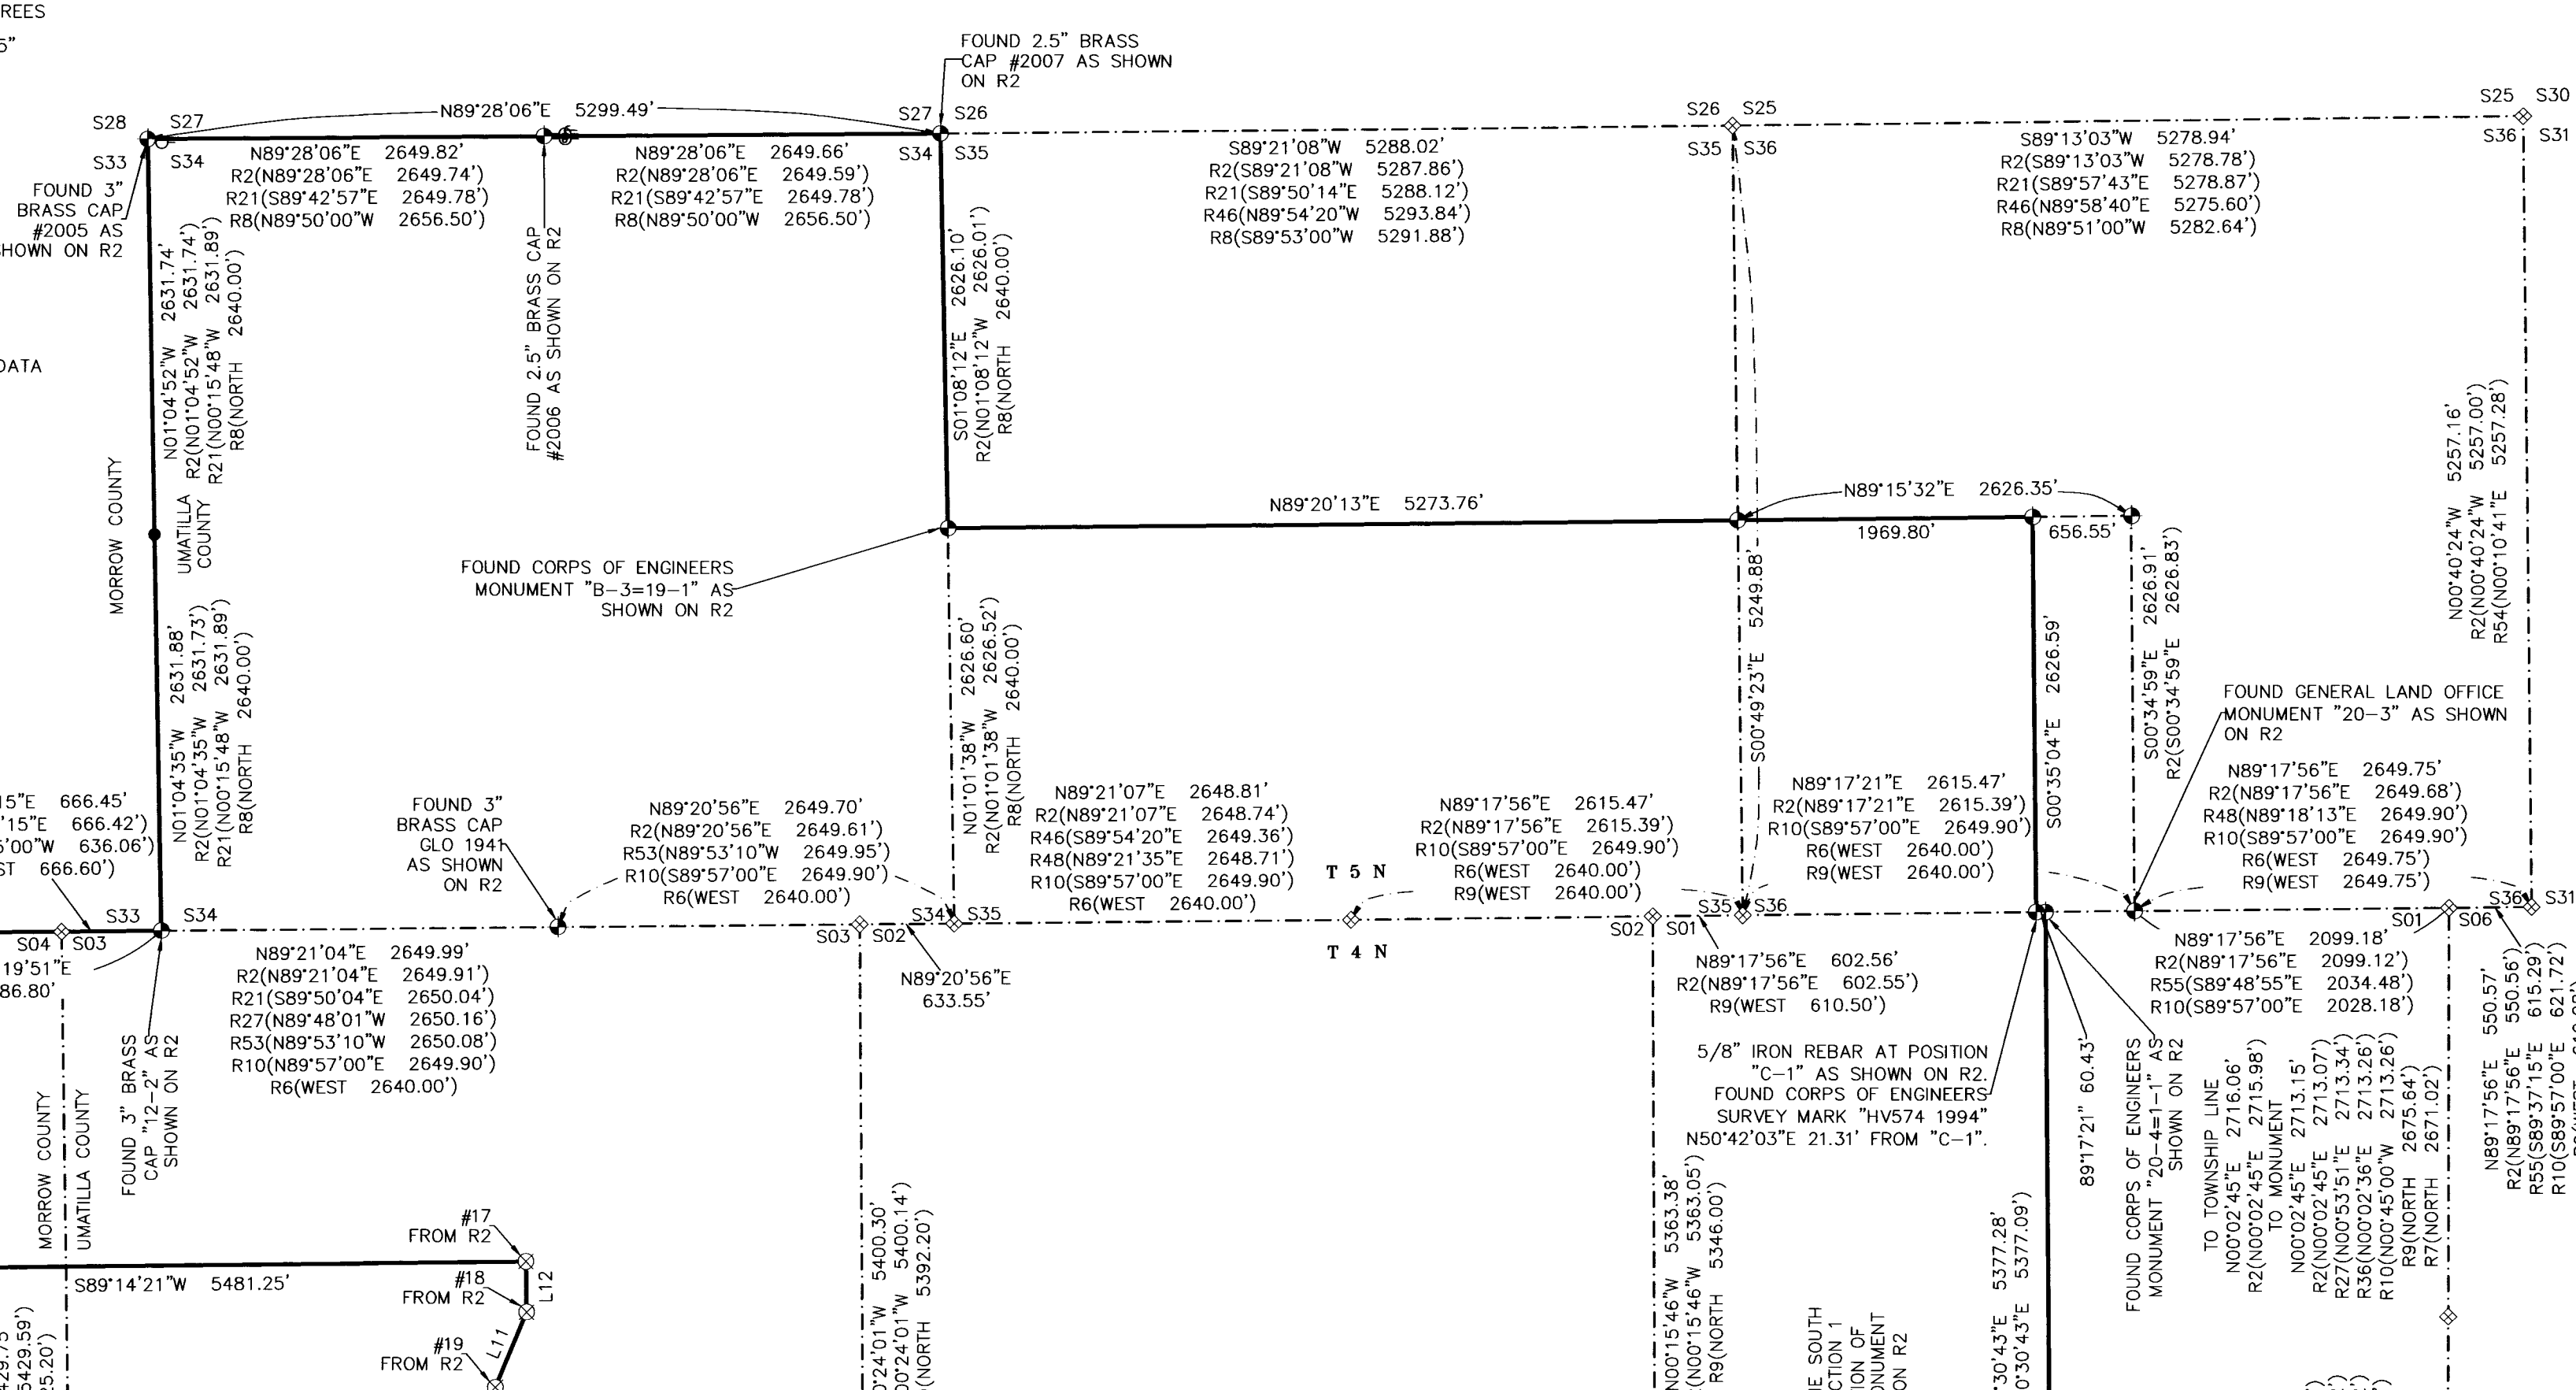 REES
5"
DATA
FOUND 2.5" BRASS
CAP #2007 AS SHOWN
ON R2
S28
S27
S33
S34
N89°28'06"E 5299.49'
S27
S26
S34
S35
S26
S25
S35
S36
S25
S30
S36
S31
FOUND 3"
BRASS CAP
#2005 AS
SHOWN ON R2
N89°28'06"E 2649.82'
R2(N89°28'06"E 2649.74')
R21(S89°42'57"E 2649.78')
R8(N89°50'00"W 2656.50')
N89°28'06"E 2649.66'
R2(N89°28'06"E 2649.59')
R21(S89°42'57"E 2649.78')
R8(N89°50'00"W 2656.50')
S89°21'08"W 5288.02'
R2(S89°21'08"W 5287.86')
R21(S89°50'14"E 5288.12')
R46(N89°54'20"W 5293.84')
R8(S89°53'00"W 5291.88')
S89°13'03"W 5278.94'
R2(S89°13'03"W 5278.78')
R21(S89°57'43"E 5278.87')
R46(N89°58'40"E 5275.60')
R8(N89°51'00"W 5282.64')
N01°04'52"W 2631.74'
R2(N01°04'52"W 2631.74')
R21(N00°15'48"W 2631.89')
R8(NORTH 2640.00')
FOUND 2.5" BRASS CAP
#2006 AS SHOWN ON R2
S01°08'12"E 2626.10'
R2(N01°08'12"W 2626.01')
R8(NORTH 2640.00')
MORROW COUNTY
UMATILLA
COUNTY
N89°20'13"E 5273.76'
N89°15'32"E 2626.35'
1969.80'
656.55'
N00°40'24"W 5257.16'
R2(N00°40'24"W 5257.00')
R54(N00°10'41"E 5257.28')
FOUND CORPS OF ENGINEERS
MONUMENT "B-3=19-1" AS
SHOWN ON R2
N01°04'35"W 2631.88'
R2(N01°04'35"W 2631.73')
R21(N00°15'48"W 2631.89')
R8(NORTH 2640.00')
N01°01'38"W 2626.60'
R2(N01°01'38"W 2626.52')
R8(NORTH 2640.00')
S00°49'23"E 5249.88'
S00°35'04"E 2626.59'
S00°34'59"E 2626.91'
R2(S00°34'59"E 2626.83')
FOUND GENERAL LAND OFFICE
MONUMENT "20-3" AS SHOWN
ON R2
15"E 666.45'
'15"E 666.42')
'00"W 636.06')
ST 666.60')
FOUND 3"
BRASS CAP
GLO 1941
AS SHOWN
ON R2
N89°20'56"E 2649.70'
R2(N89°20'56"E 2649.61')
R53(N89°53'10"W 2649.95')
R10(S89°57'00"E 2649.90')
R6(WEST 2640.00')
N89°21'07"E 2648.81'
R2(N89°21'07"E 2648.74')
R46(S89°54'20"E 2649.36')
R48(N89°21'35"E 2648.71')
R10(S89°57'00"E 2649.90')
R6(WEST 2640.00')
T 5 N
N89°17'56"E 2615.47'
R2(N89°17'56"E 2615.39')
R10(S89°57'00"E 2649.90')
R6(WEST 2640.00')
R9(WEST 2640.00')
N89°17'21"E 2615.47'
R2(N89°17'21"E 2615.39')
R10(S89°57'00"E 2649.90')
R6(WEST 2640.00')
R9(WEST 2640.00')
N89°17'56"E 2649.75'
R2(N89°17'56"E 2649.68')
R48(N89°18'13"E 2649.90')
R10(S89°57'00"E 2649.90')
R6(WEST 2649.75')
R9(WEST 2649.75')
S33
S34
S04
S03
S34
S35
S03
S02
T 4 N
S35
S36
S02
S01
S36
S31
S01
S06
19'51"E
86.80'
N89°21'04"E 2649.99'
R2(N89°21'04"E 2649.91')
R21(S89°50'04"E 2650.04')
R27(N89°48'01"W 2650.16')
R53(N89°53'10"W 2650.08')
R10(N89°57'00"E 2649.90')
R6(WEST 2640.00')
N89°20'56"E
633.55'
N89°17'56"E 602.56'
R2(N89°17'56"E 602.55')
R9(WEST 610.50')
N89°17'56"E 2099.18'
R2(N89°17'56"E 2099.12')
R55(S89°48'55"E 2034.48')
R10(S89°57'00"E 2028.18')
5/8" IRON REBAR AT POSITION
"C-1" AS SHOWN ON R2.
FOUND CORPS OF ENGINEERS
SURVEY MARK "HV574 1994"
N50°42'03"E 21.31' FROM "C-1".
89°17'21" 60.43'
FOUND CORPS OF ENGINEERS
MONUMENT "20-4=1-1" AS
SHOWN ON R2
TO TOWNSHIP LINE
N00°02'45"E 2716.06'
R2(N00°02'45"E 2715.98')
TO MONUMENT
N00°02'45"E 2713.15'
R2(N00°02'45"E 2713.07')
R27(N00°53'51"E 2713.34')
R36(N00°02'36"E 2713.26')
R10(N00°45'00"W 2713.26')
R9(NORTH 2675.64')
R7(NORTH 2671.02')
N89°17'56"E 550.57'
R2(N89°17'56"E 550.56')
R55(S89°37'15"E 615.29')
R10(S89°57'00"E 621.72')
FOUND 3" BRASS
CAP "12-2" AS
SHOWN ON R2
MORROW COUNTY
UMATILLA COUNTY
S89°14'21"W 5481.25'
#17
FROM R2
#18
FROM R2
#19
FROM R2
L12
L11
429.75
5429.59')
25.20')
0°24'01"W 5400.30'
00°24'01"W 5400.14')
(NORTH 5392.20')
N00°15'46"W 5363.38'
(N00°15'46"W 5363.05')
R9(NORTH 5346.00')
HE SOUTH
CTION 1
TION OF
ONUMENT
ON R2
°30'43"E 5377.28'
0°30'43"E 5377.09')